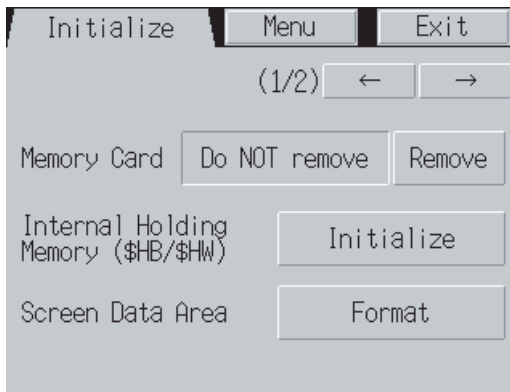 Initialize Menu Exit
(1/2) ← →
Memory Card Do NOT remove Remove
Internal Holding
Memory ($HB/$HW) Initialize
Screen Data Area Format